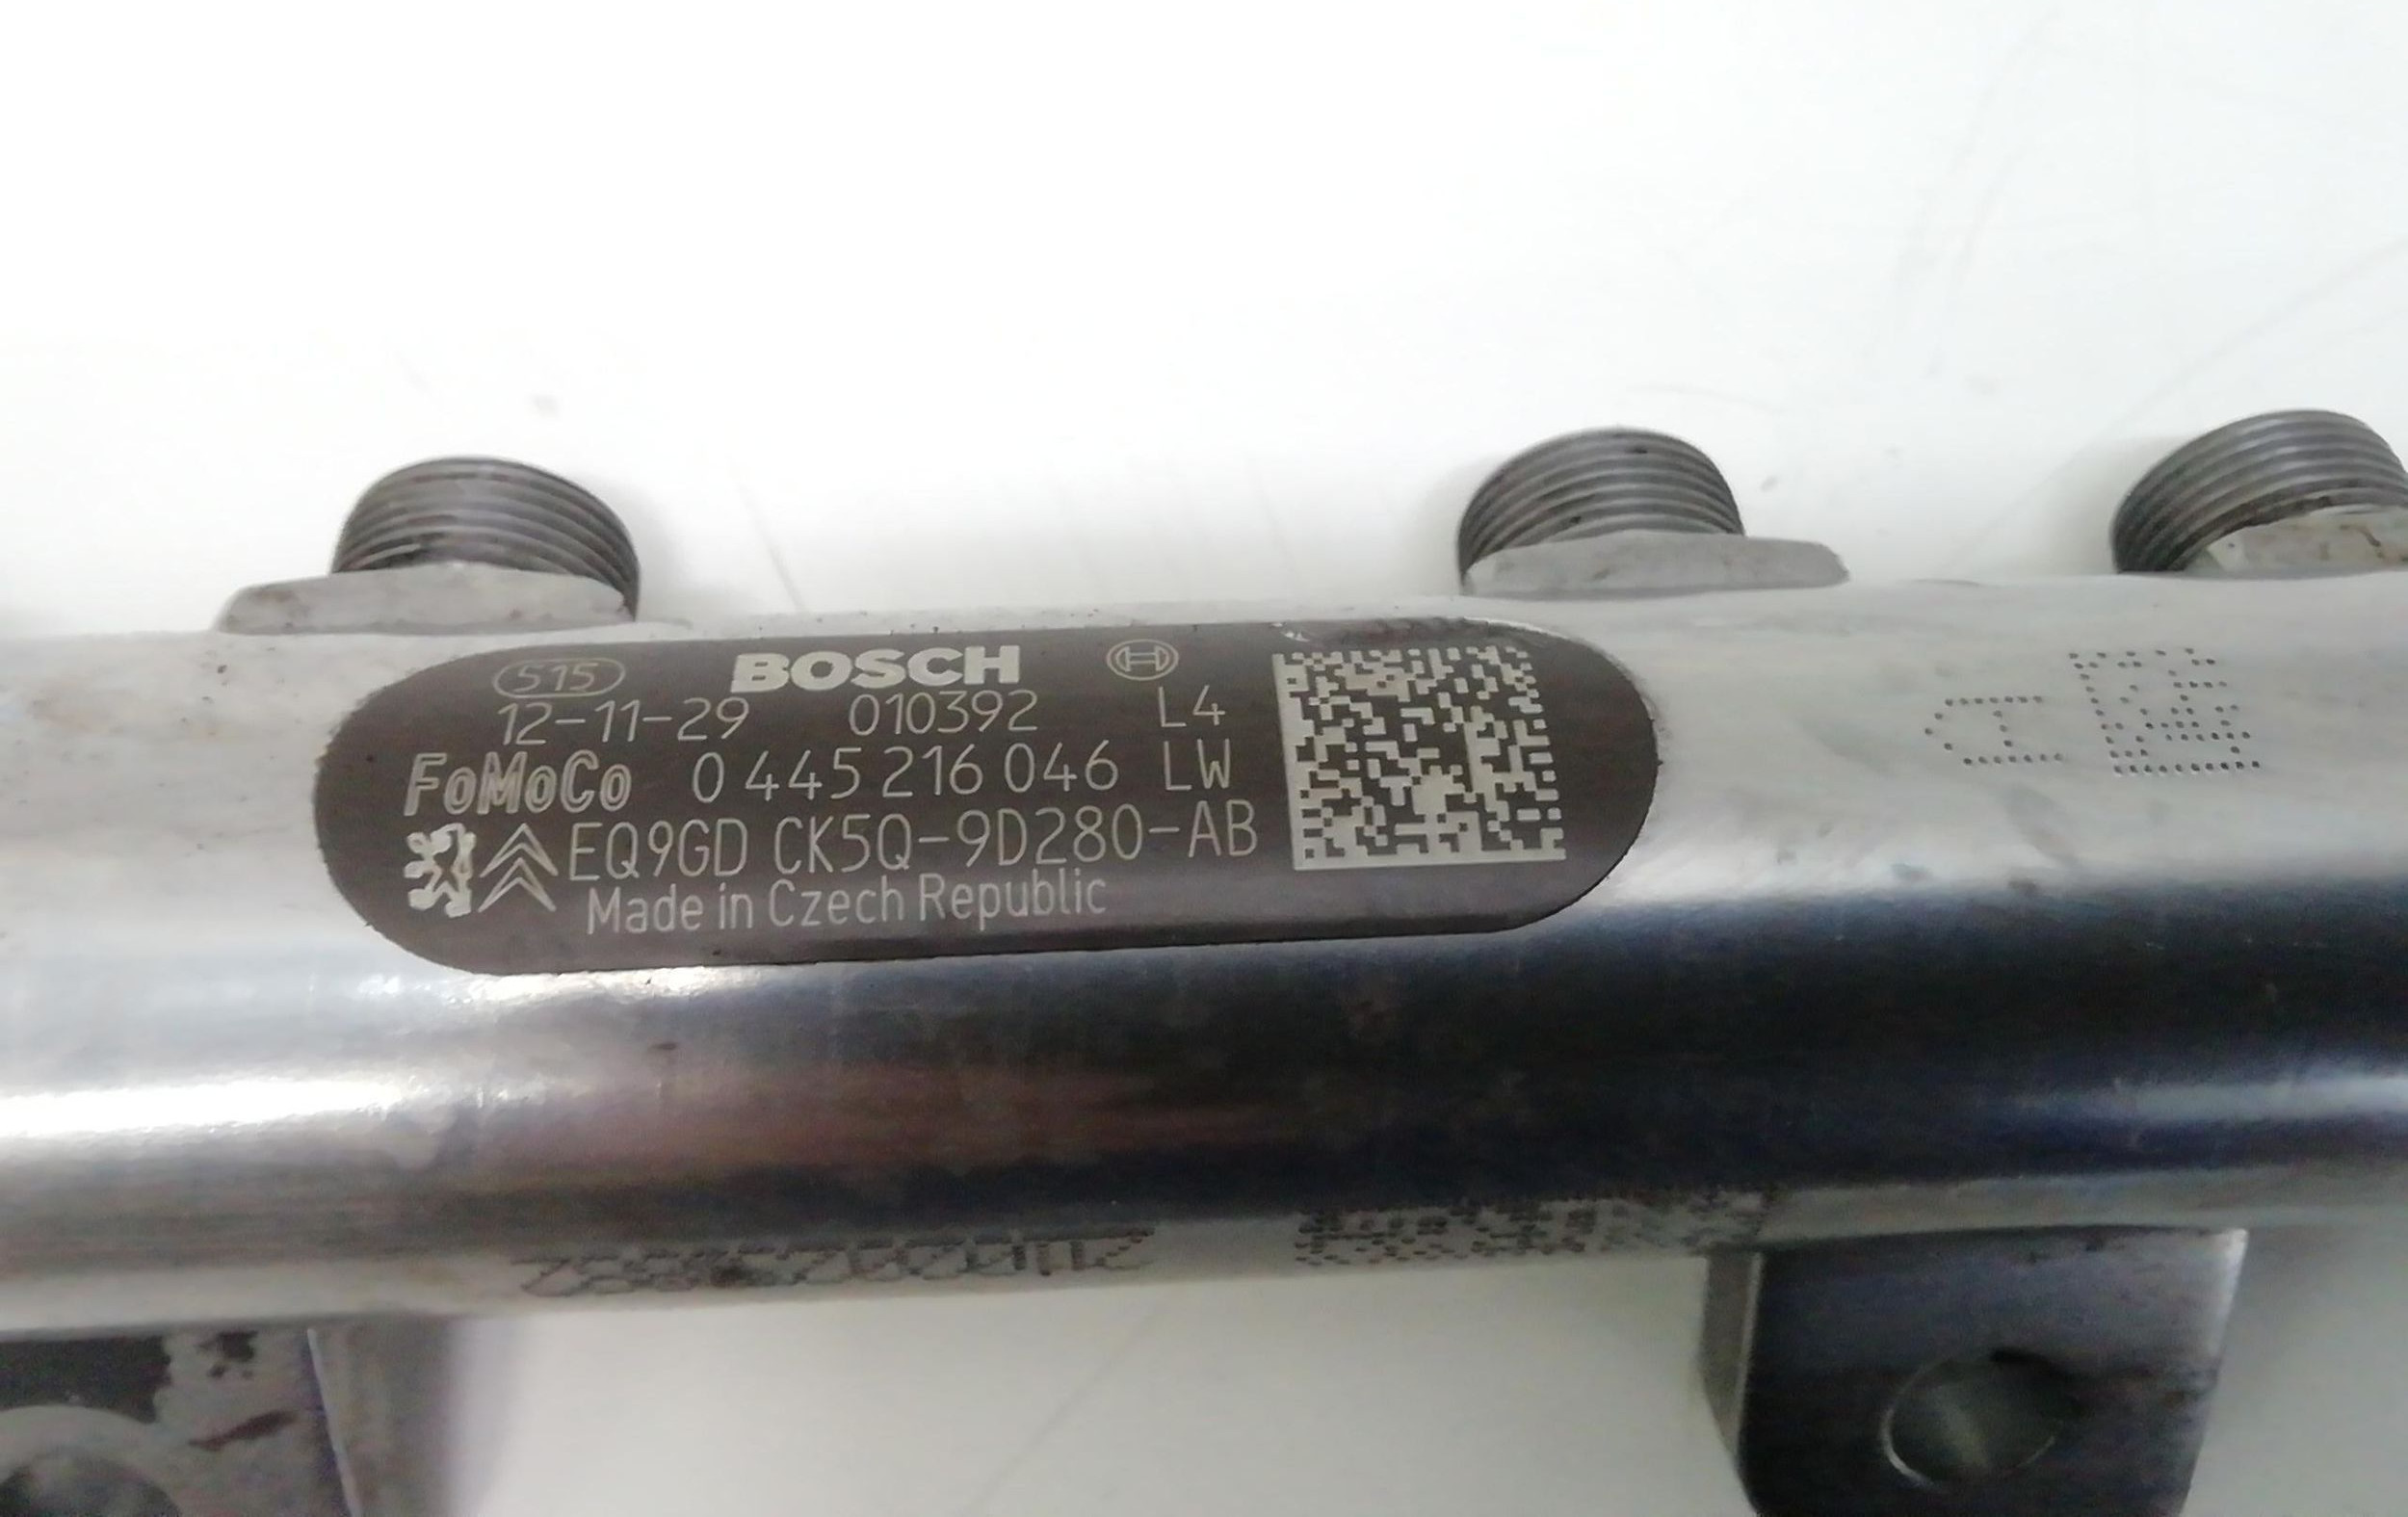 S15 BOSCH
12-11-29 010392 L4
FoMoCo 0 445 216 046 LW
EQ9GD CK5Q-9D280-AB
Made in Czech Republic